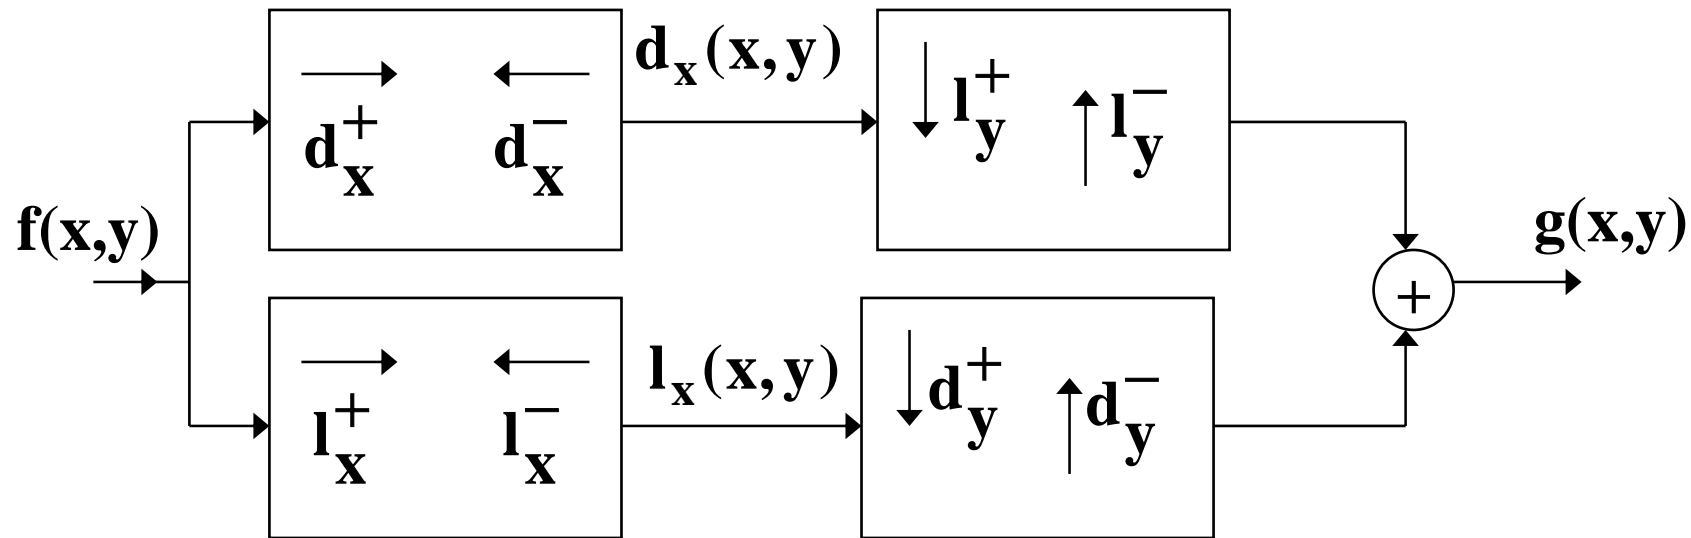 f(x,y)
d_x^+ d_x^-
d_x(x,y)
l_y^+ l_y^-
l_x^+ l_x^-
l_x(x,y)
d_y^+ d_y^-
+
g(x,y)